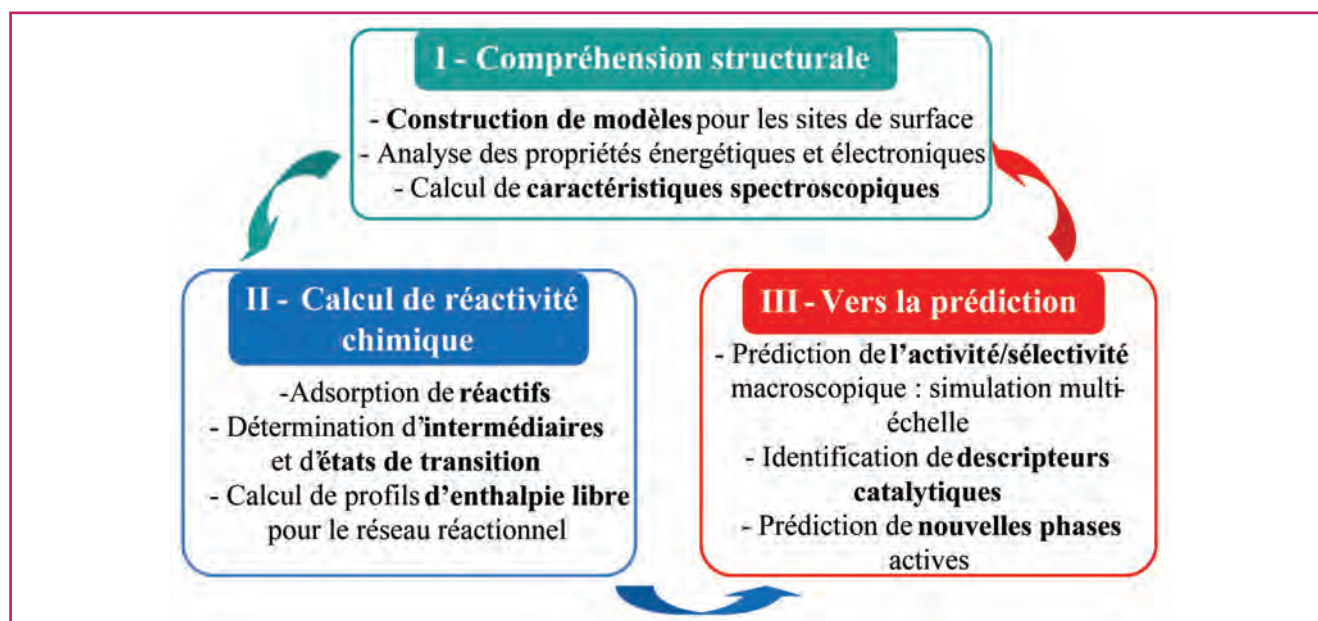 I - Compréhension structurale
- Construction de modèles pour les sites de surface
- Analyse des propriétés énergétiques et électroniques
- Calcul de caractéristiques spectroscopiques
II - Calcul de réactivité
chimique
-Adsorption de réactifs
- Détermination d'intermédiaires
et d'états de transition
- Calcul de profils d'enthalpie libre
pour le réseau réactionnel
III - Vers la prédiction
- Prédiction de l'activité/sélectivité
macroscopique : simulation multi-
échelle
- Identification de descripteurs
catalytiques
- Prédiction de nouvelles phases
actives